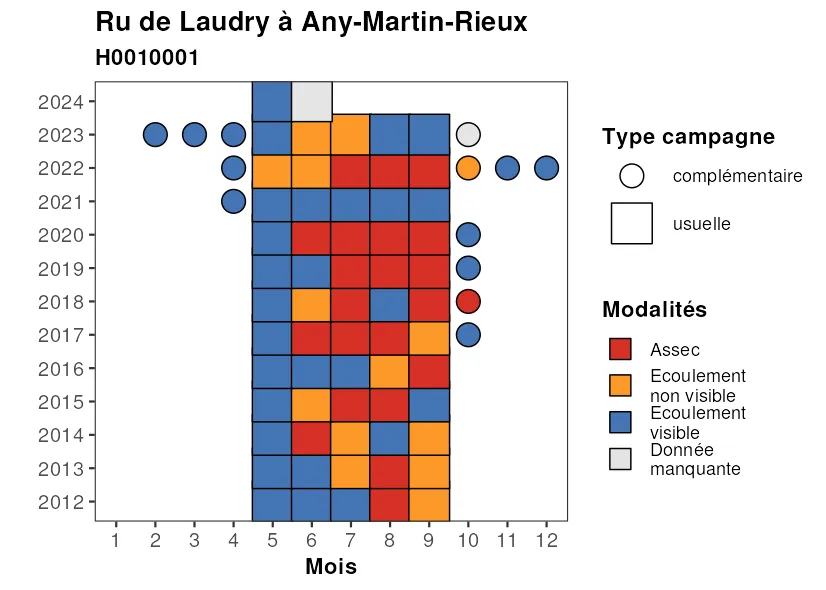 Ru de Laudry à Any-Martin-Rieux
H0010001
2024
2023
2022
2021
2020
2019
2018
2017
2016
2015
2014
2013
2012
1 2 3 4 5 6 7 8 9 10 11 12
Mois
Type campagne
complémentaire
usuelle
Modalités
Assec
Ecoulement
non visible
Ecoulement
visible
Donnée
manquante